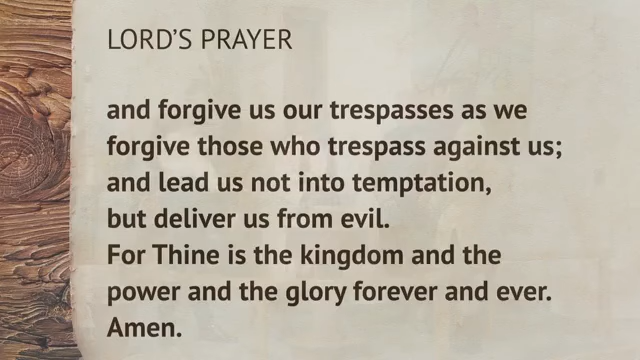 LORD'S PRAYER
and forgive us our trespasses as we
forgive those who trespass against us;
and lead us not into temptation,
but deliver us from evil.
For Thine is the kingdom and the
power and the glory forever and ever.
Amen.